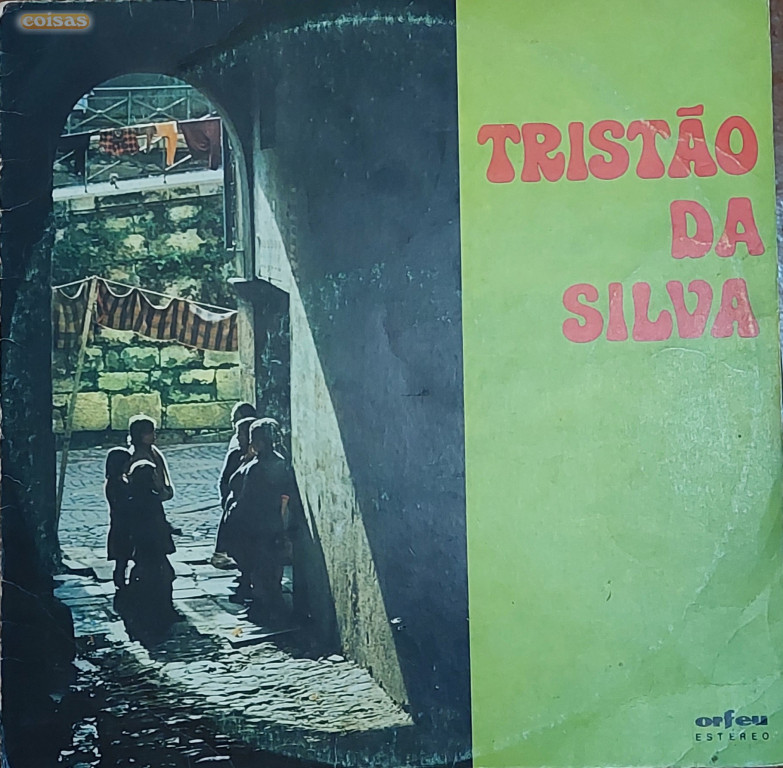 coisas
TRISTÃO
DA
SILVA
orfeu
ESTEREO